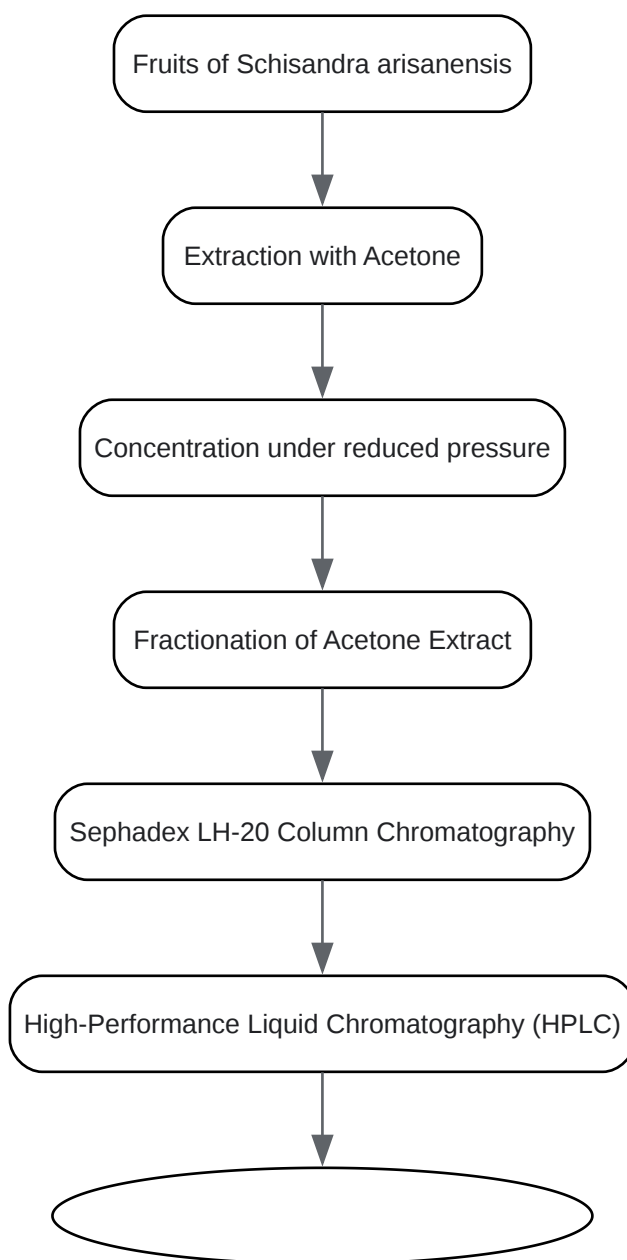 Fruits of Schisandra arisanensis
Extraction with Acetone
Concentration under reduced pressure
Fractionation of Acetone Extract
Sephadex LH-20 Column Chromatography
High-Performance Liquid Chromatography (HPLC)